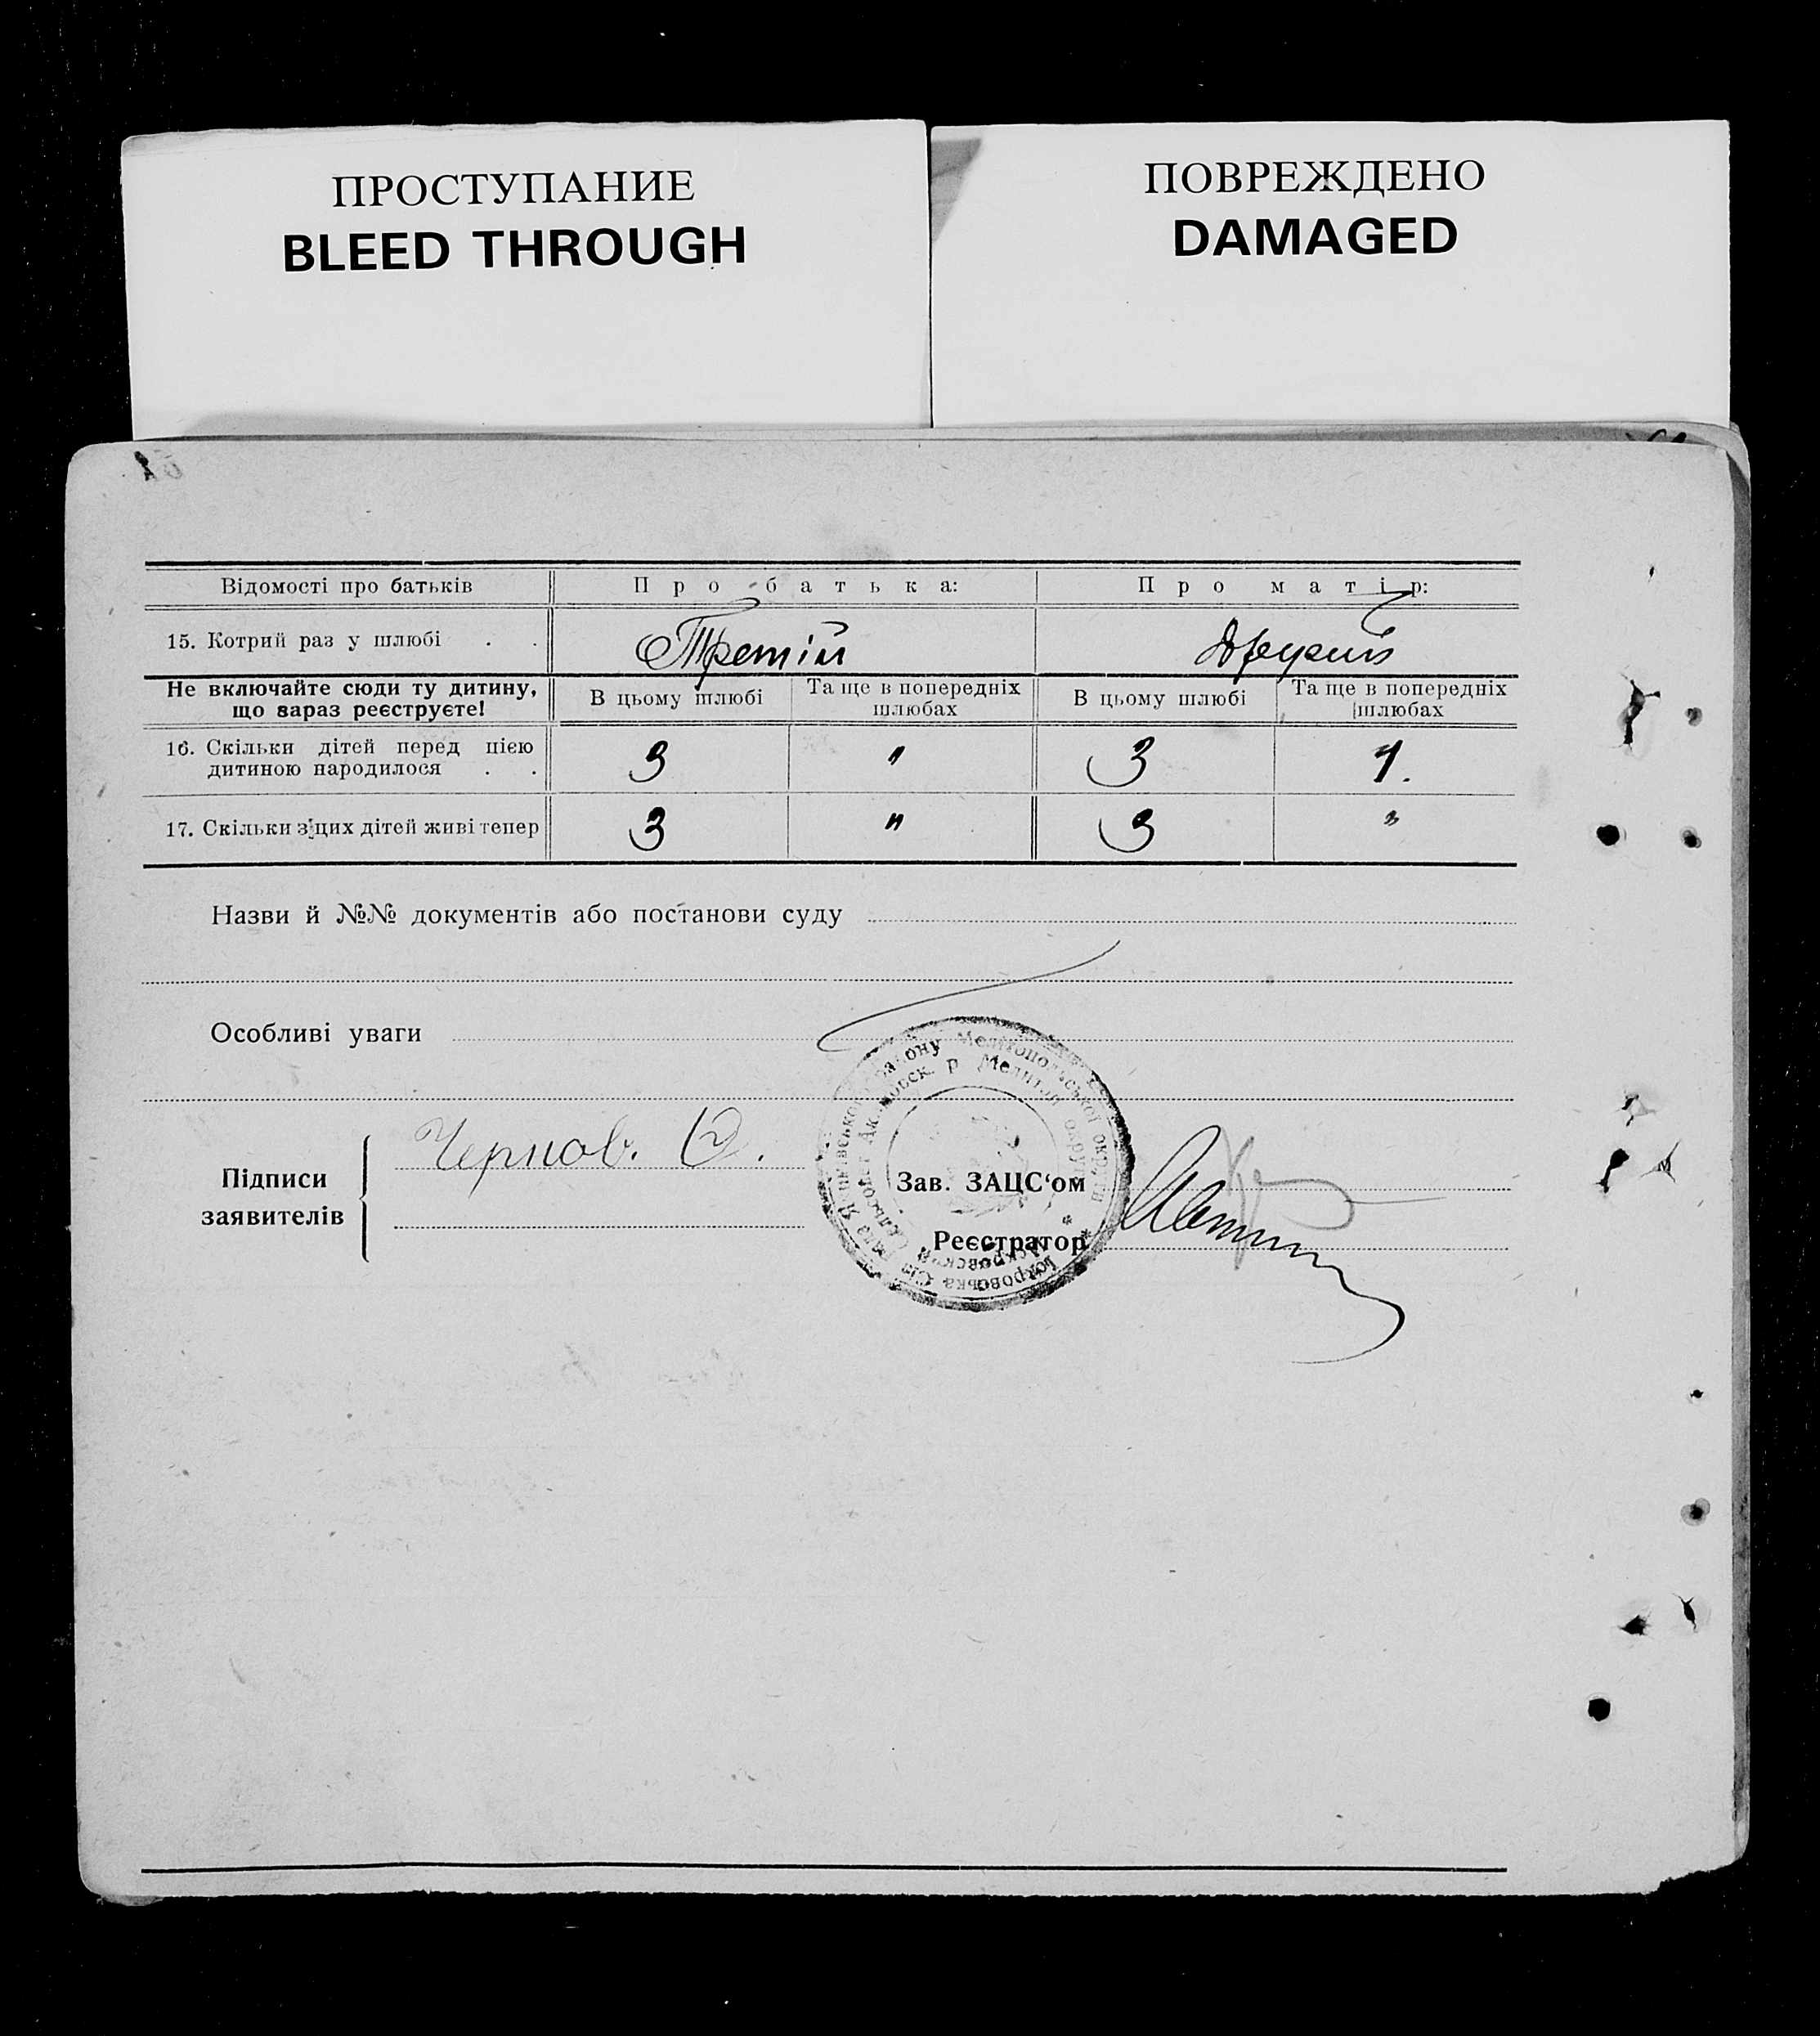 ПРОСТУПАНИЕ
BLEED THROUGH
ПОВРЕЖДЕНО
DAMAGED
Відомості про батьків Про батька: Про матір:
15. Котрий раз у шлюбі . . Третій Другий
Не включайте сюди ту дитину, що зараз реєструєте! В цьому шлюбі Та ще в попередніх шлюбах В цьому шлюбі Та ще в попередніх шлюбах
16. Скільки дітей перед цією
дитиною народилося . . 3 " 3 1.
17. Скільки з цих дітей живі тепер 3 " 3 "
Назви й №№ документів або постанови суду
Особливі уваги
Підписи
заявителів
Чернов.
Зав. ЗАЦС‘ом
Реєстратор